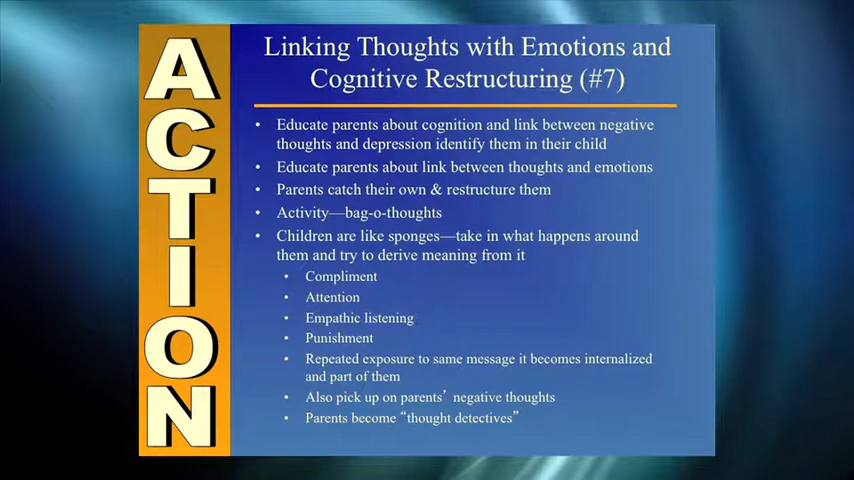 ACTION
Linking Thoughts with Emotions and
Cognitive Restructuring (#7)
• Educate parents about cognition and link between negative
thoughts and depression identify them in their child
• Educate parents about link between thoughts and emotions
• Parents catch their own & restructure them
• Activity—bag-o-thoughts
• Children are like sponges—take in what happens around
them and try to derive meaning from it
• Compliment
• Attention
• Empathic listening
• Punishment
• Repeated exposure to same message it becomes internalized
and part of them
• Also pick up on parents’ negative thoughts
• Parents become “thought detectives”